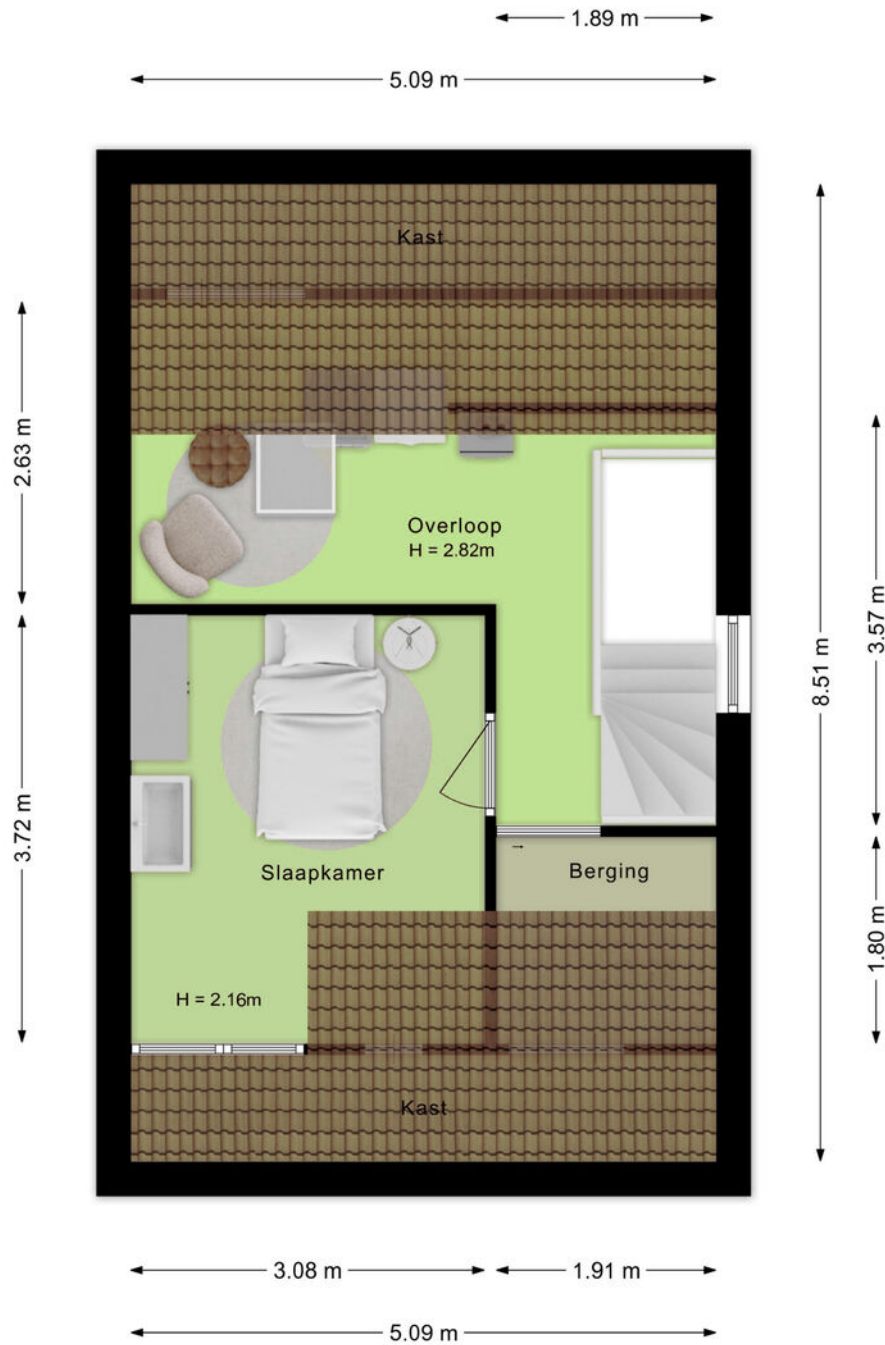 1.89 m
5.09 m
Kast
2.63 m
Overloop
H = 2.82m
3.57 m
8.51 m
3.72 m
Slaapkamer
Berging
1.80 m
H = 2.16m
Kast
3.08 m
1.91 m
5.09 m